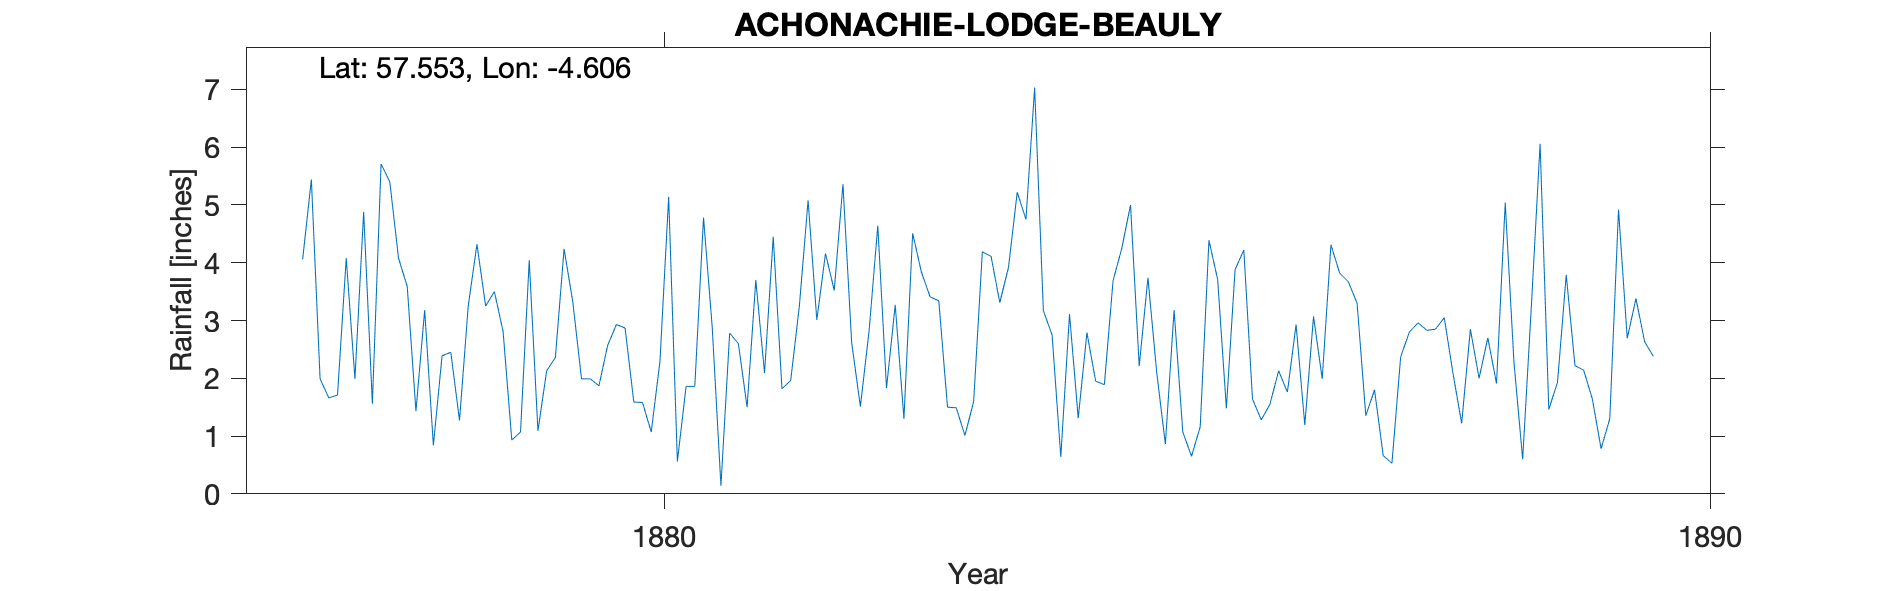 ACHONACHIE-LODGE-BEAULY
Lat: 57.553, Lon: -4.606
Rainfall [inches]
7
6
5
4
3
2
1
0
1880
1890
Year